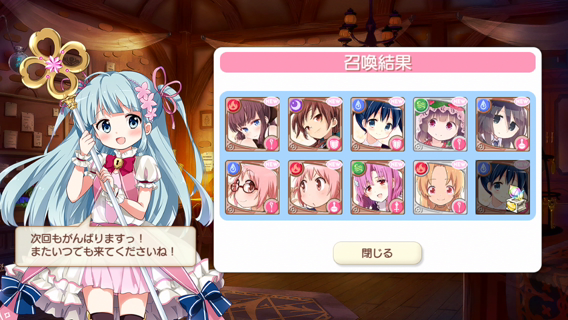 召喚結果
次回もがんばりますっ！
またいつでも来てくださいね！
閉じる